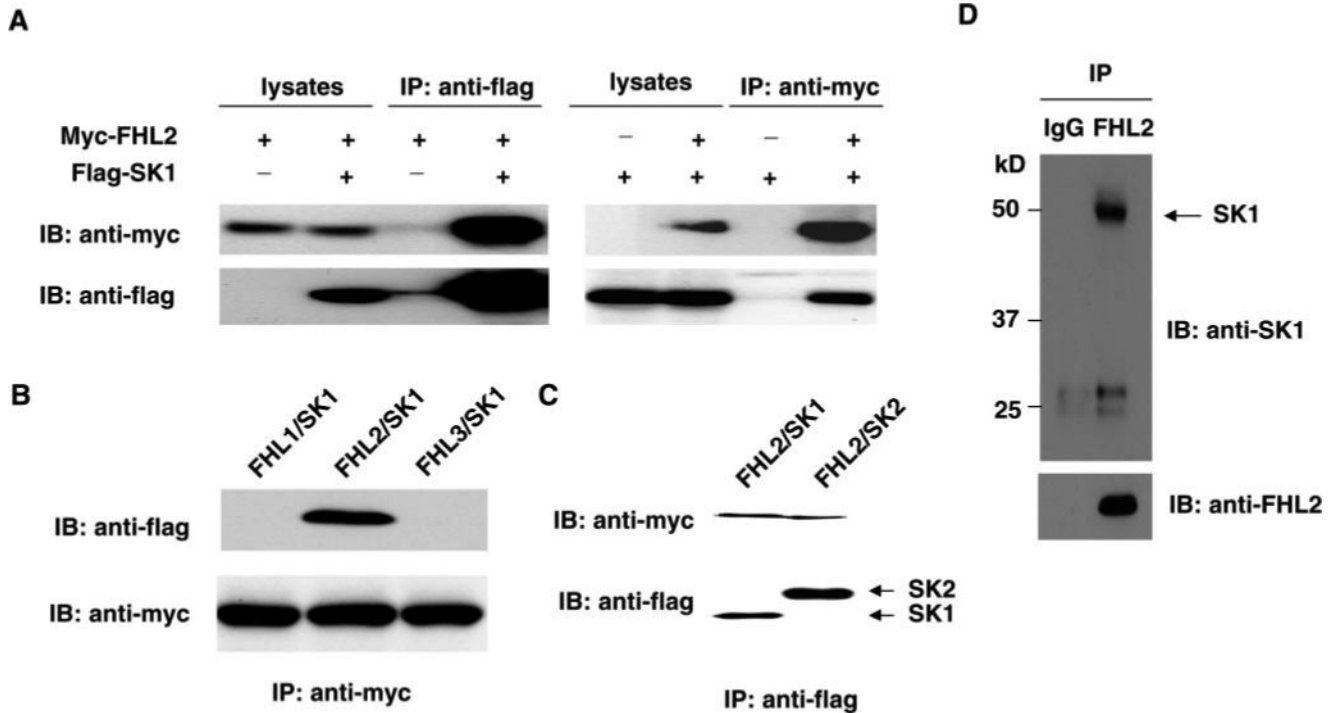 A
lysates IP: anti-flag lysates IP: anti-myc
Myc-FHL2 + + + + – + – +
Flag-SK1 – + – + + + + +
IB: anti-myc
IB: anti-flag
B
FHL1/SK1 FHL2/SK1 FHL3/SK1
IB: anti-flag
IB: anti-myc
IP: anti-myc
C
FHL2/SK1 FHL2/SK2
IB: anti-myc
IB: anti-flag
SK2
SK1
IP: anti-flag
D
IP
IgG FHL2
kD
50
SK1
37
IB: anti-SK1
25
IB: anti-FHL2